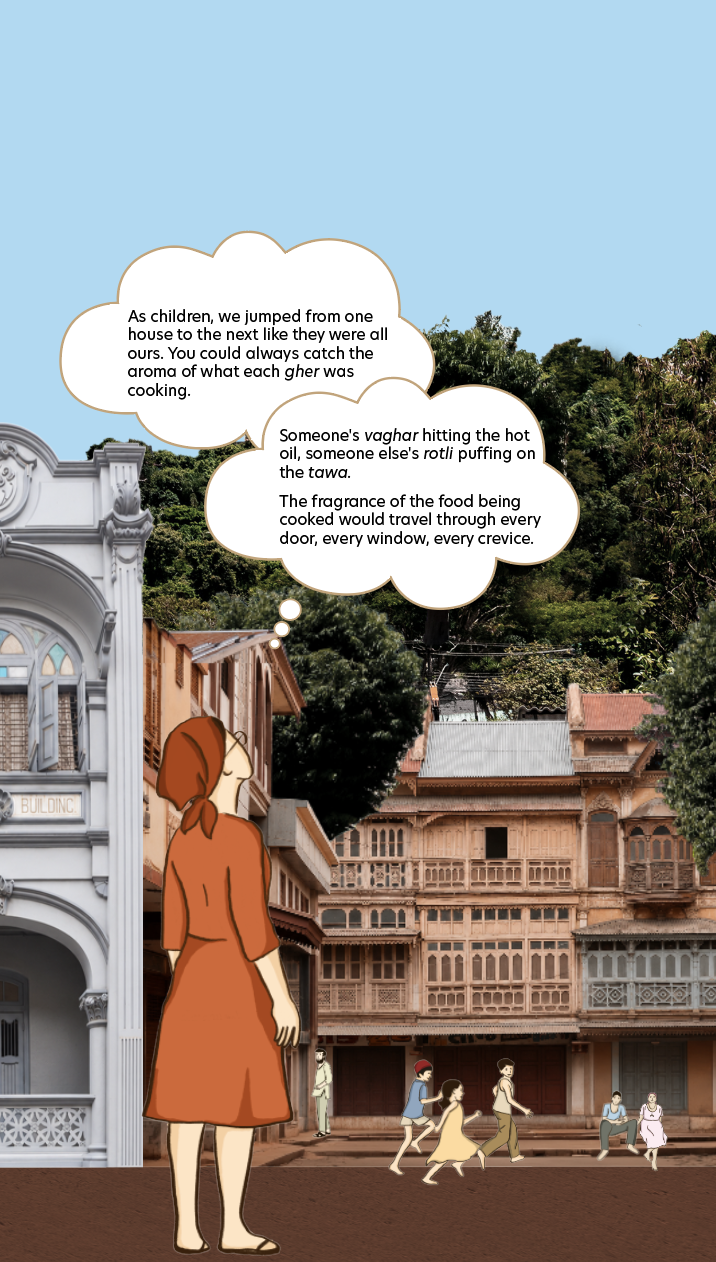 As children, we jumped from one
house to the next like they were all
ours. You could always catch the
aroma of what each gher was
cooking.
Someone's vaghar hitting the hot
oil, someone else's rotli puffing on
the tawa.
The fragrance of the food being
cooked would travel through every
door, every window, every crevice.
BUILDING